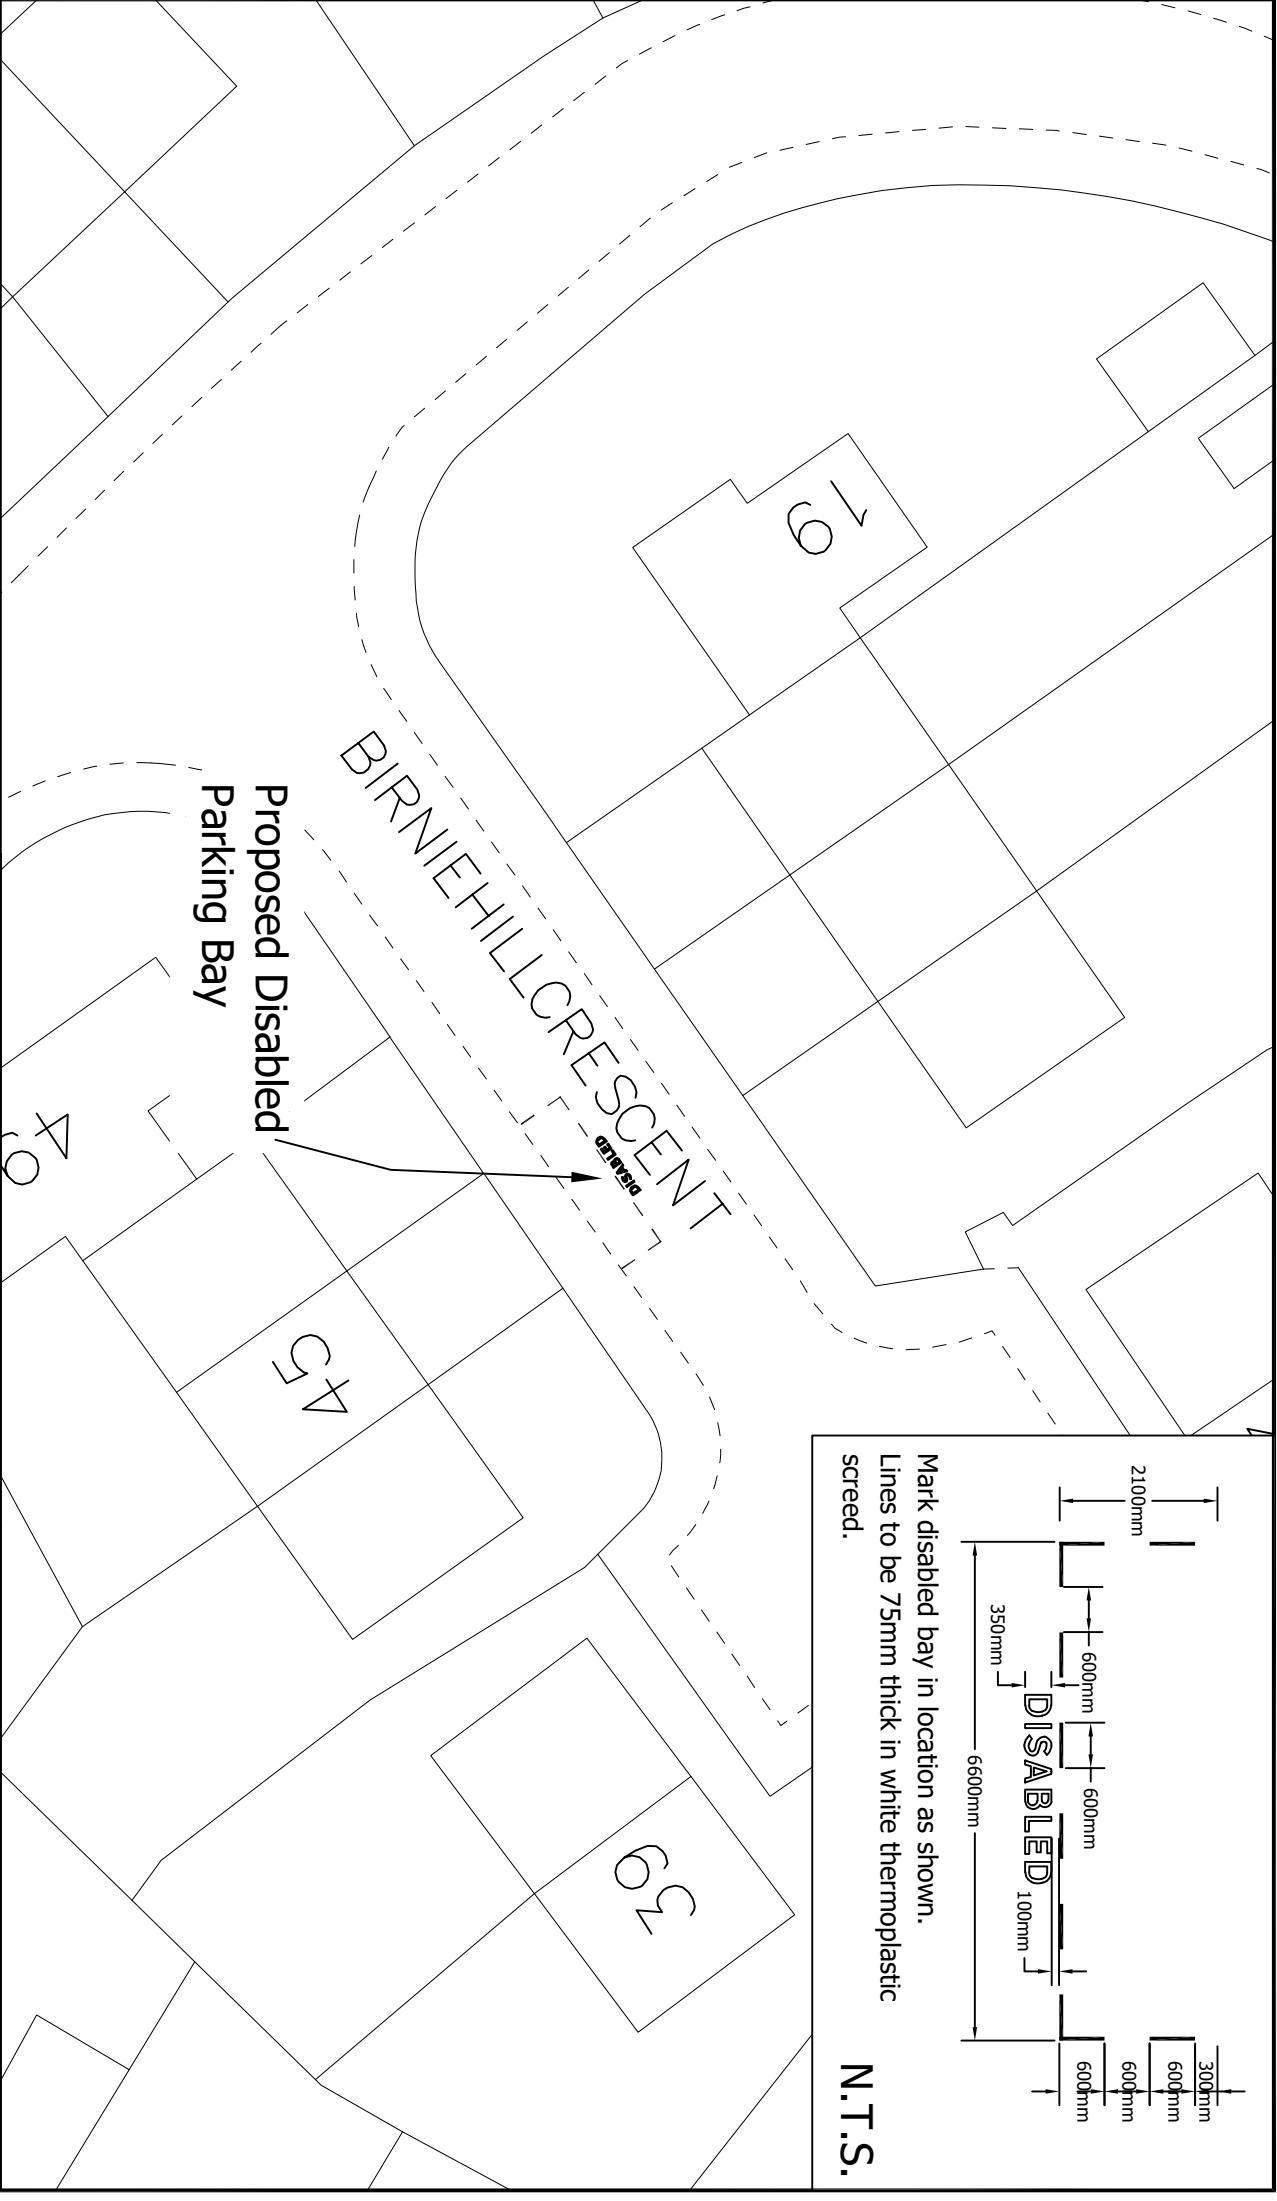 19
BIRNIEHILLCRESCENT
DISABLED
Proposed Disabled
Parking Bay
49
45
39
2100mm
600mm
600mm
350mm
DISABLED
100mm
6600mm
300mm
600mm
600mm
600mm
Mark disabled bay in location as shown.
Lines to be 75mm thick in white thermoplastic
screed.
N.T.S.